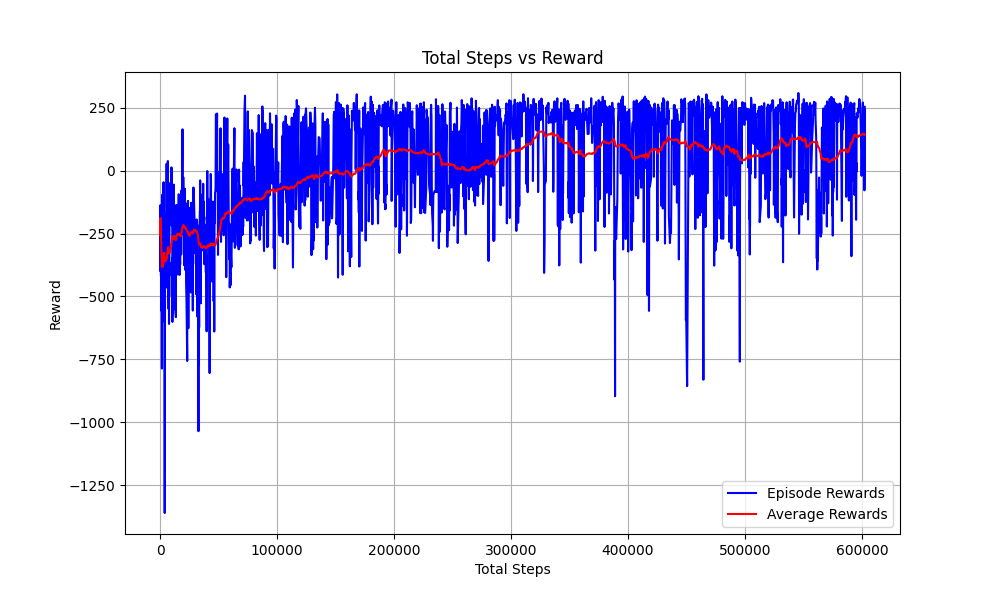 Total Steps vs Reward
Reward
250
0
−250
−500
−750
−1000
−1250
0 100000 200000 300000 400000 500000 600000
Total Steps
Episode Rewards
Average Rewards